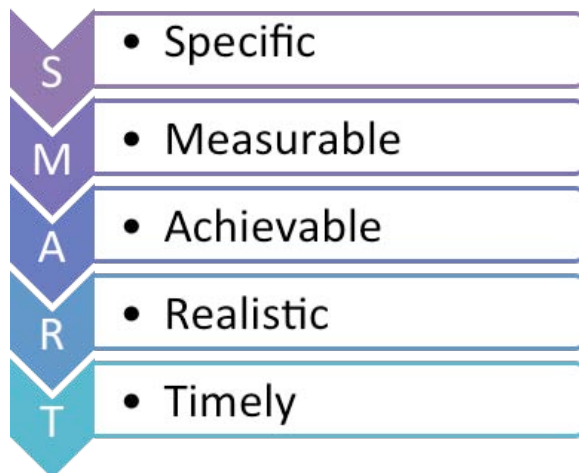 S • Specific
M • Measurable
A • Achievable
R • Realistic
T • Timely